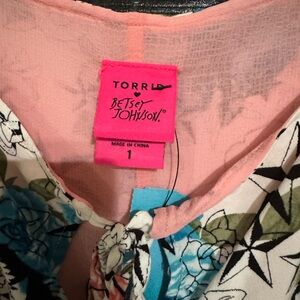 TORRID
BETSEY
JOHNSON.
MADE IN CHINA
1